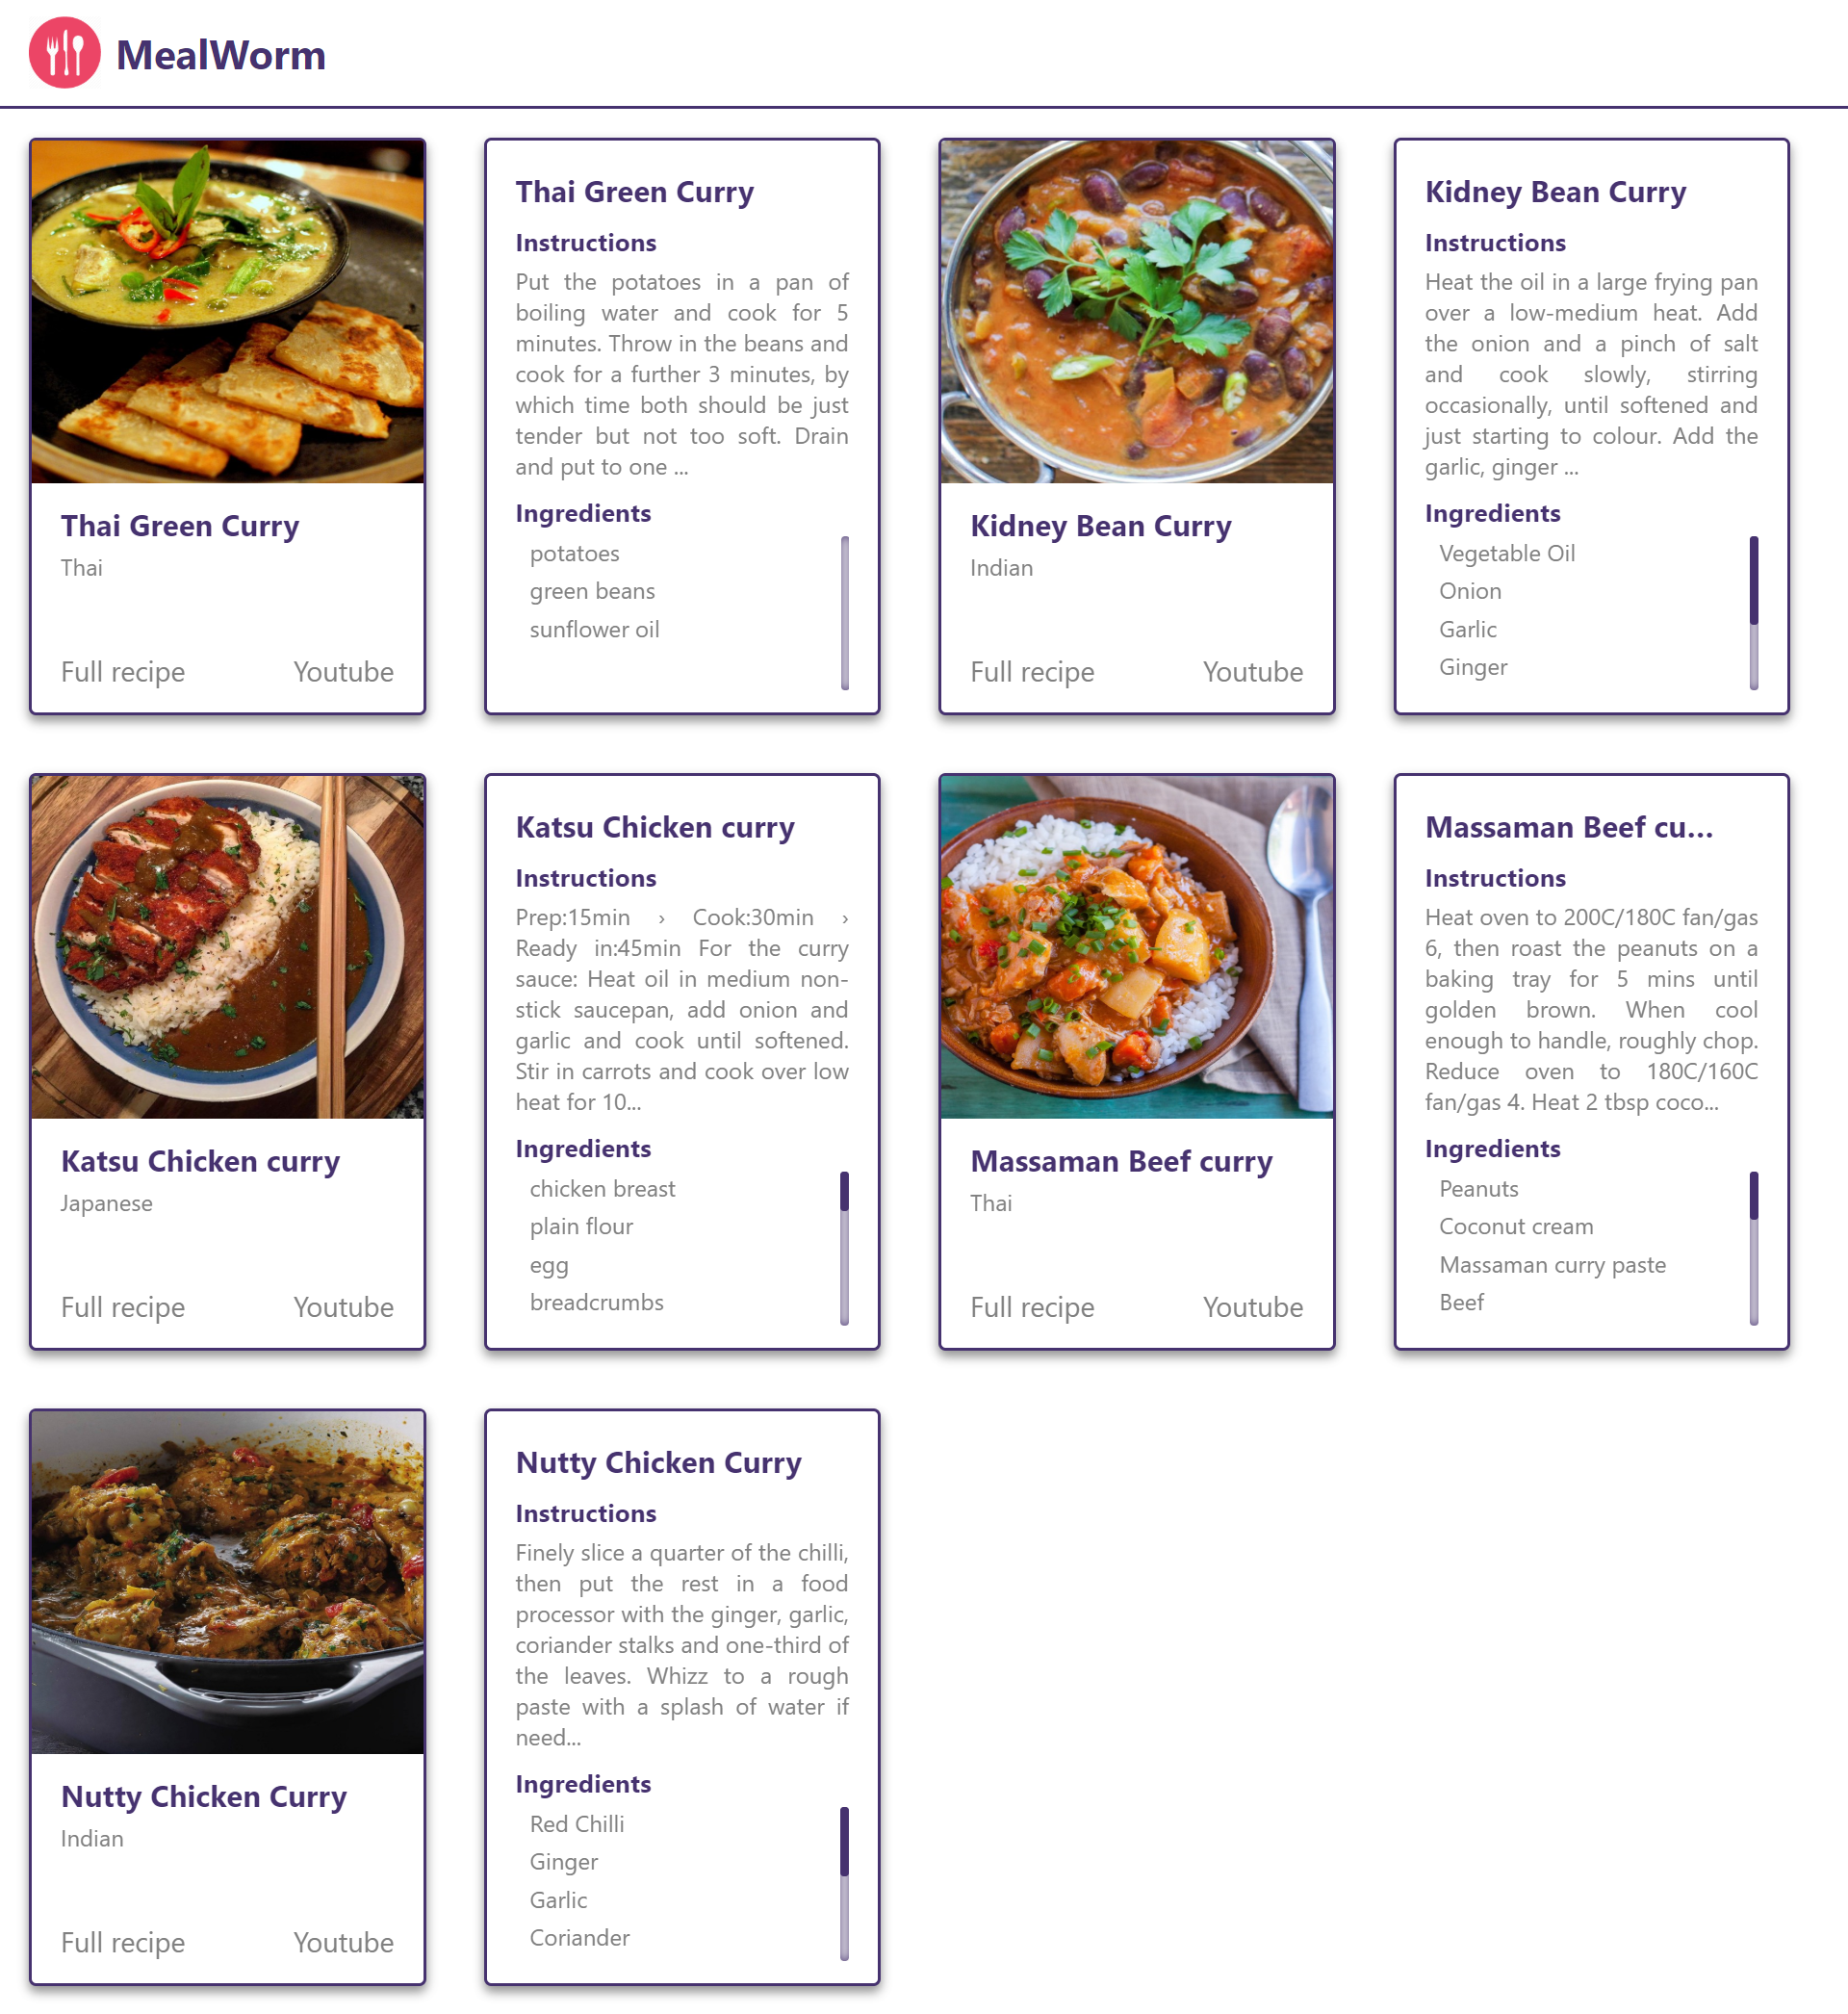 MealWorm
Thai Green Curry
Thai
Full recipe Youtube
Thai Green Curry
Instructions
Put the potatoes in a pan of
boiling water and cook for 5
minutes. Throw in the beans and
cook for a further 3 minutes, by
which time both should be just
tender but not too soft. Drain
and put to one ...
Ingredients
potatoes
green beans
sunflower oil
Kidney Bean Curry
Indian
Full recipe Youtube
Kidney Bean Curry
Instructions
Heat the oil in a large frying pan
over a low-medium heat. Add
the onion and a pinch of salt
and cook slowly, stirring
occasionally, until softened and
just starting to colour. Add the
garlic, ginger ...
Ingredients
Vegetable Oil
Onion
Garlic
Ginger
Katsu Chicken curry
Japanese
Full recipe Youtube
Katsu Chicken curry
Instructions
Prep:15min › Cook:30min ›
Ready in:45min For the curry
sauce: Heat oil in medium non-
stick saucepan, add onion and
garlic and cook until softened.
Stir in carrots and cook over low
heat for 10...
Ingredients
chicken breast
plain flour
egg
breadcrumbs
Massaman Beef curry
Thai
Full recipe Youtube
Massaman Beef cu...
Instructions
Heat oven to 200C/180C fan/gas
6, then roast the peanuts on a
baking tray for 5 mins until
golden brown. When cool
enough to handle, roughly chop.
Reduce oven to 180C/160C
fan/gas 4. Heat 2 tbsp coco...
Ingredients
Peanuts
Coconut cream
Massaman curry paste
Beef
Nutty Chicken Curry
Indian
Full recipe Youtube
Nutty Chicken Curry
Instructions
Finely slice a quarter of the chilli,
then put the rest in a food
processor with the ginger, garlic,
coriander stalks and one-third of
the leaves. Whizz to a rough
paste with a splash of water if
need...
Ingredients
Red Chilli
Ginger
Garlic
Coriander